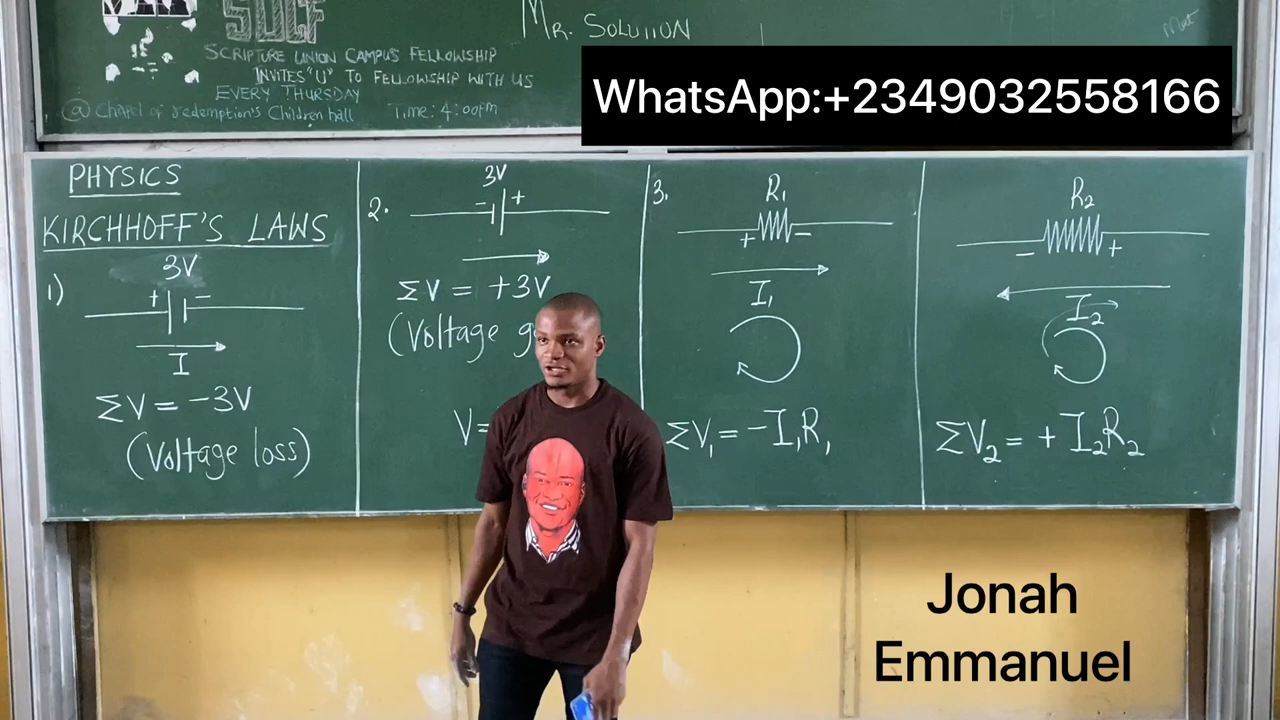 SUCF
MR. SOLUTION
SCRIPTURE UNION CAMPUS FELLOWSHIP
INVITES "U" TO FELLOWSHIP WITH US
EVERY THURSDAY
@ Chapel of redemption's Children hall Time: 4:00pm
WhatsApp:+2349032558166
PHYSICS
KIRCHHOFF'S LAWS
1)
3V
+ -
I
ΣV = -3V
(Voltage loss)
2.
3V
- +
ΣV = +3V
(Voltage
V=
3.
R₁
+ -
I₁
ΣV₁ = -I₁R₁
R₂
- +
I₂
ΣV₂ = + I₂R₂
Jonah
Emmanuel